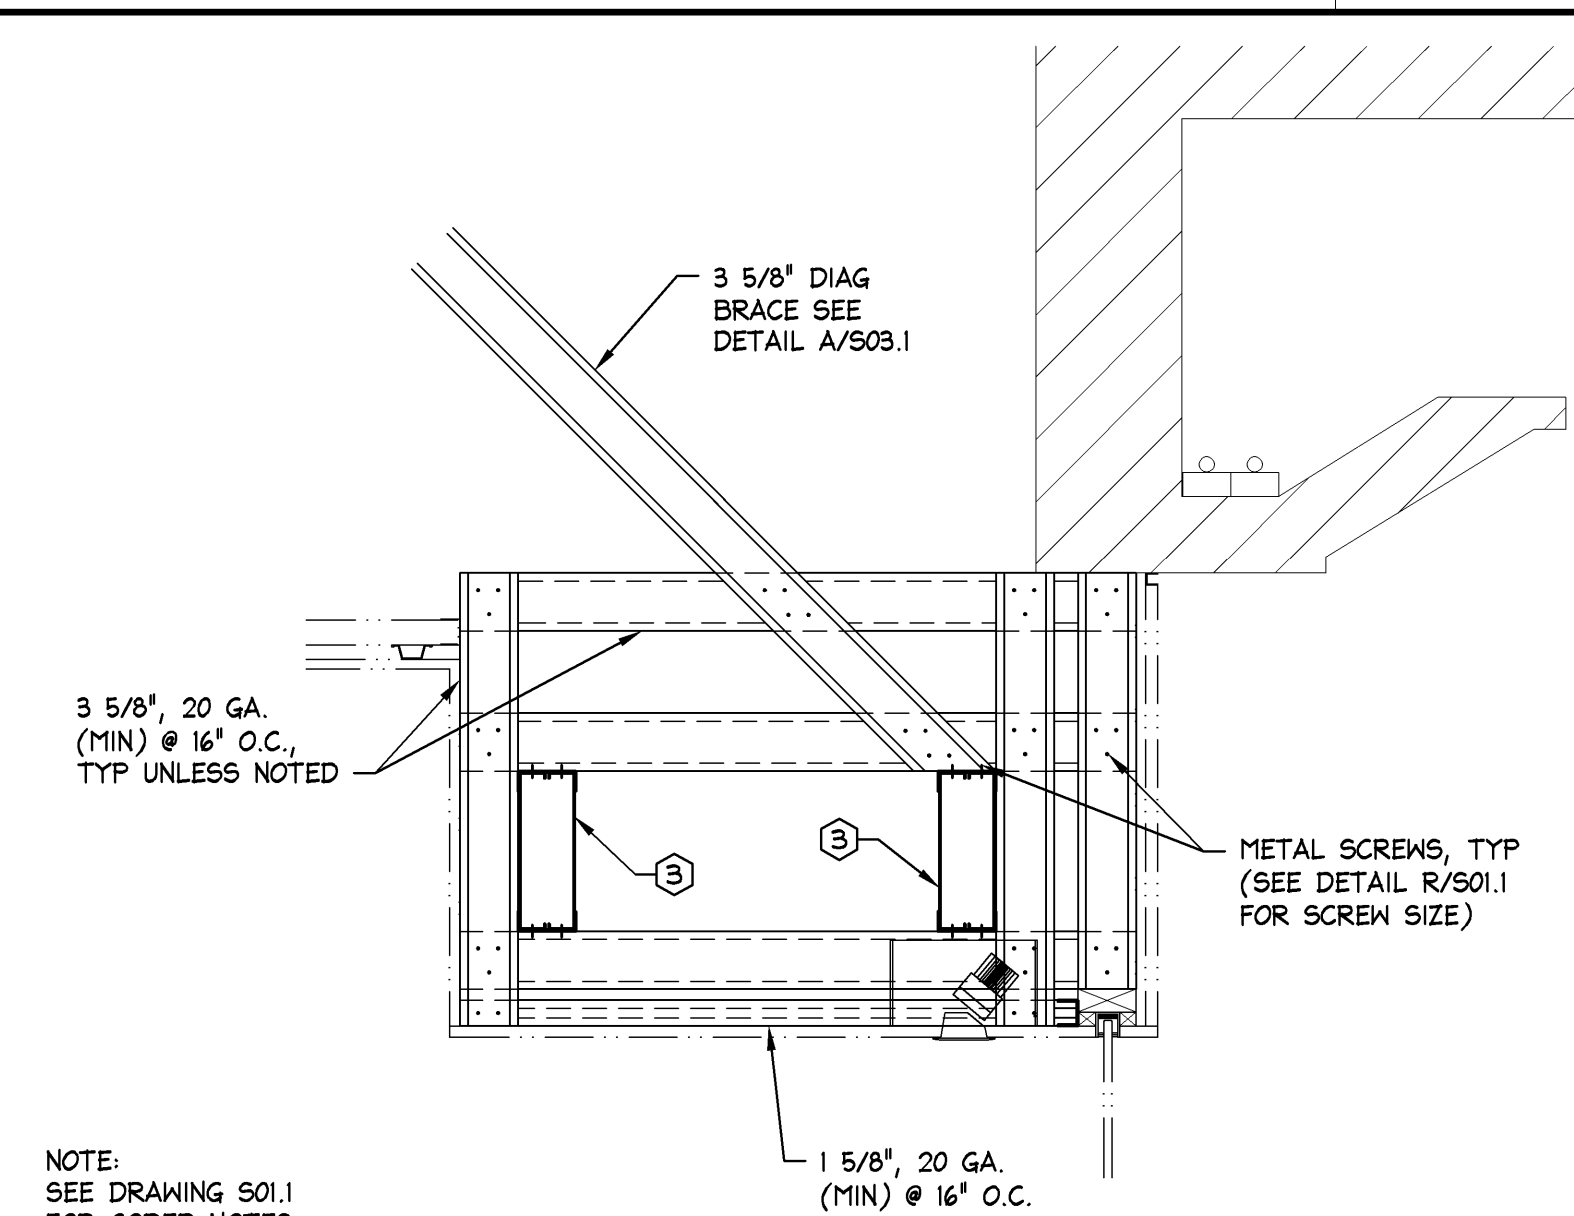 3 5/8" DIAG
BRACE SEE
DETAIL A/S03.1
3 5/8", 20 GA.
(MIN) @ 16" O.C.,
TYP UNLESS NOTED
3
3
METAL SCREWS, TYP
(SEE DETAIL R/S01.1
FOR SCREW SIZE)
1 5/8", 20 GA.
(MIN) @ 16" O.C.
NOTE:
SEE DRAWING S01.1